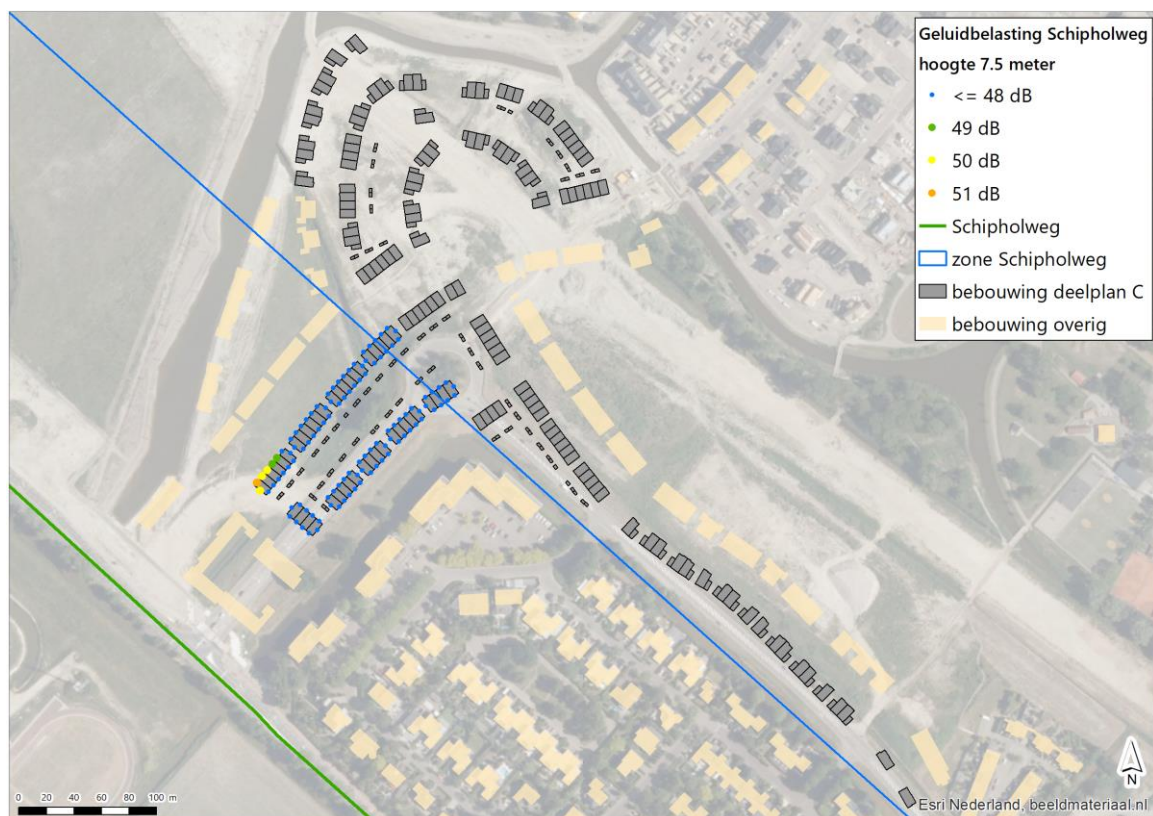 Geluidbelasting Schipholweg
hoogte 7.5 meter
<= 48 dB
49 dB
50 dB
51 dB
Schipholweg
zone Schipholweg
bebouwing deelplan C
bebouwing overig
N
0 20 40 60 80 100 m
Esri Nederland, beeldmateriaal.nl